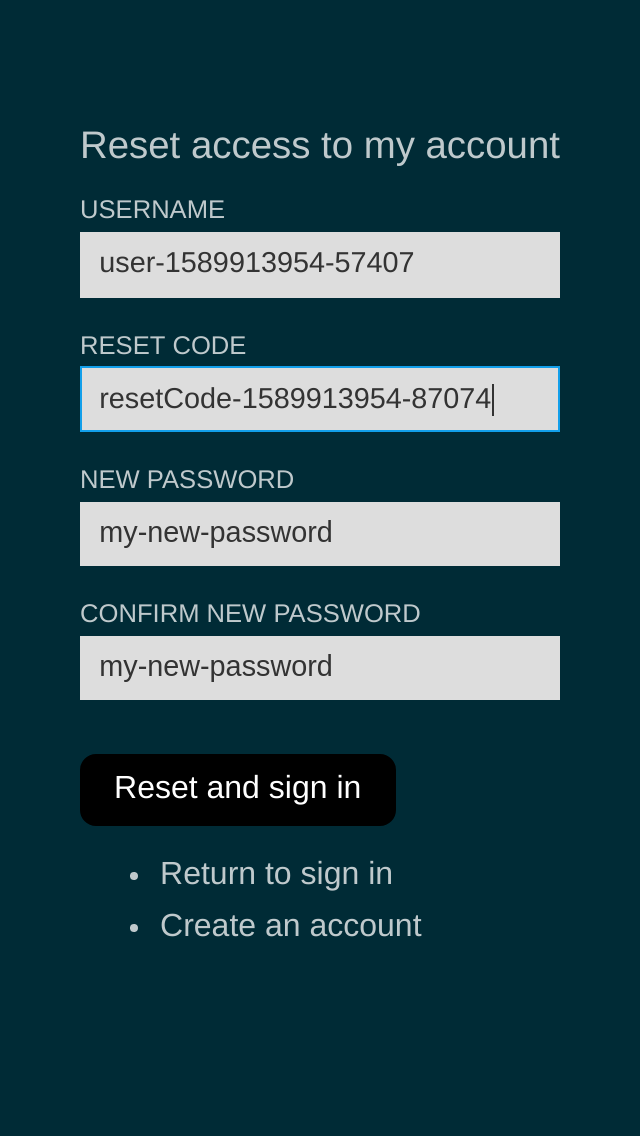 Reset access to my account
USERNAME
user-1589913954-57407
RESET CODE
resetCode-1589913954-87074
NEW PASSWORD
my-new-password
CONFIRM NEW PASSWORD
my-new-password
Reset and sign in
Return to sign in
Create an account